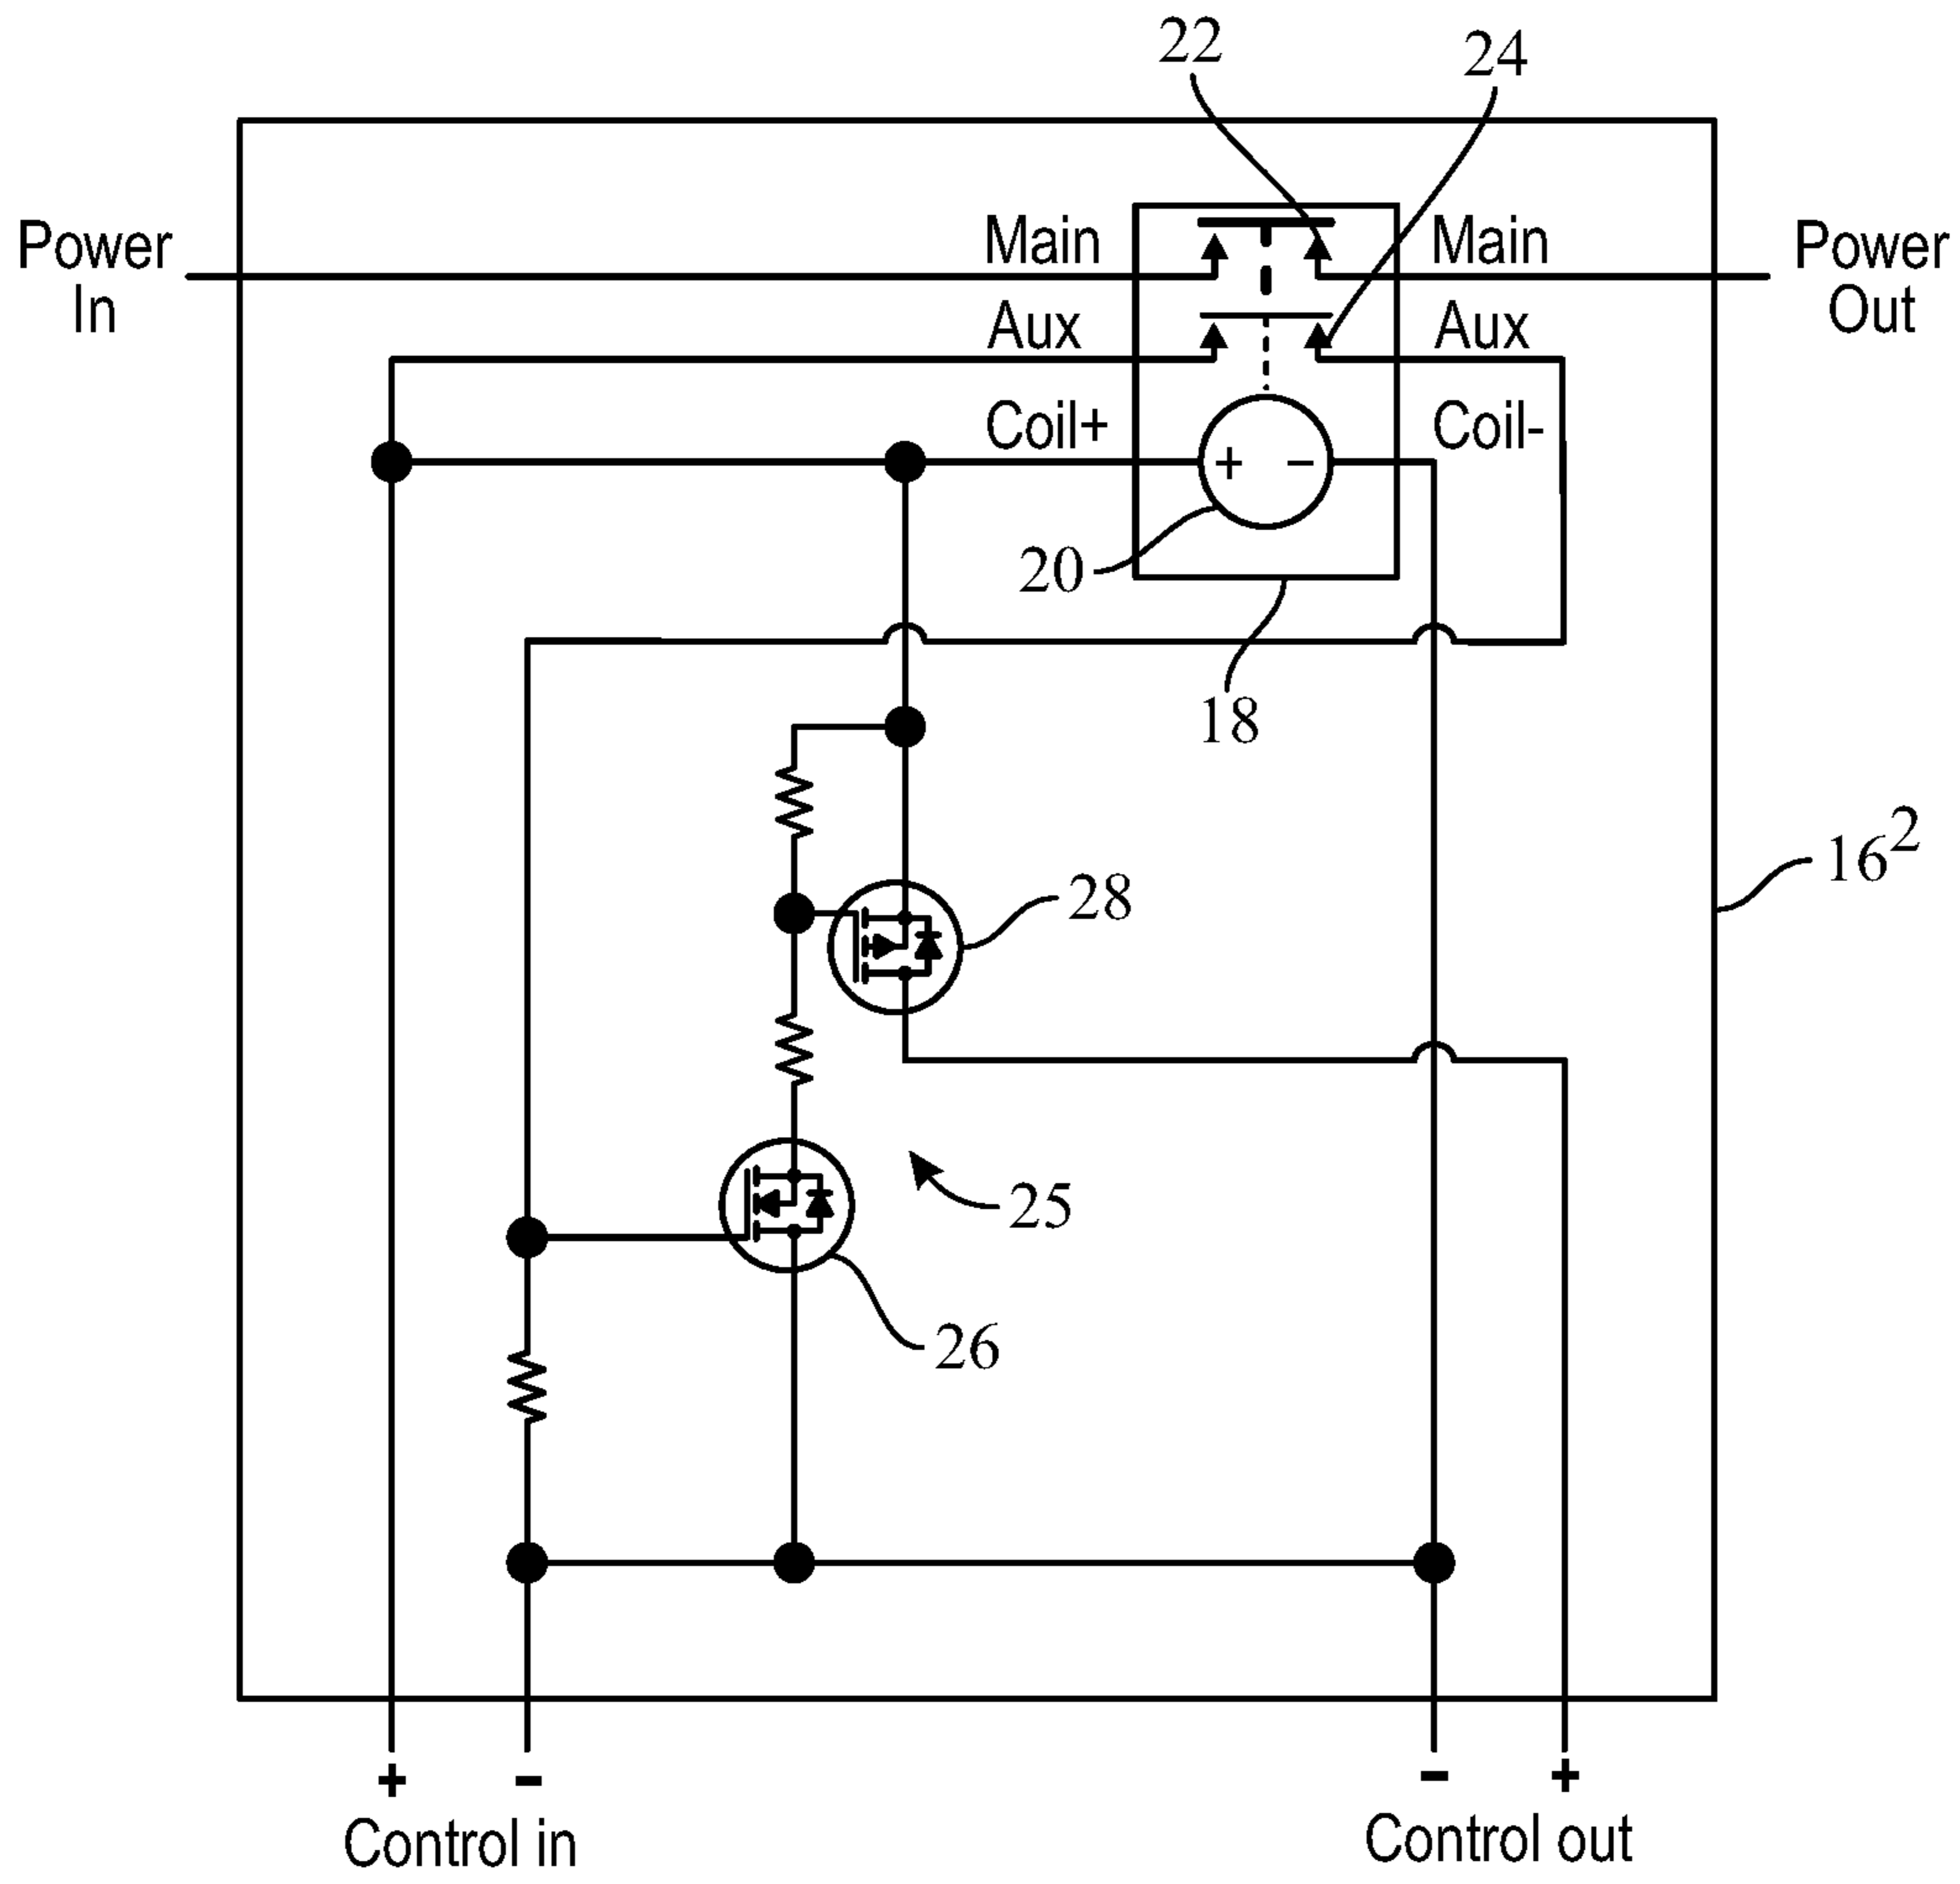 22
24
Power
In
Main
Main
Power
Out
Aux
Aux
Coil+
Coil-
+ −
20
18
16²
28
25
26
+ -
Control in
- +
Control out